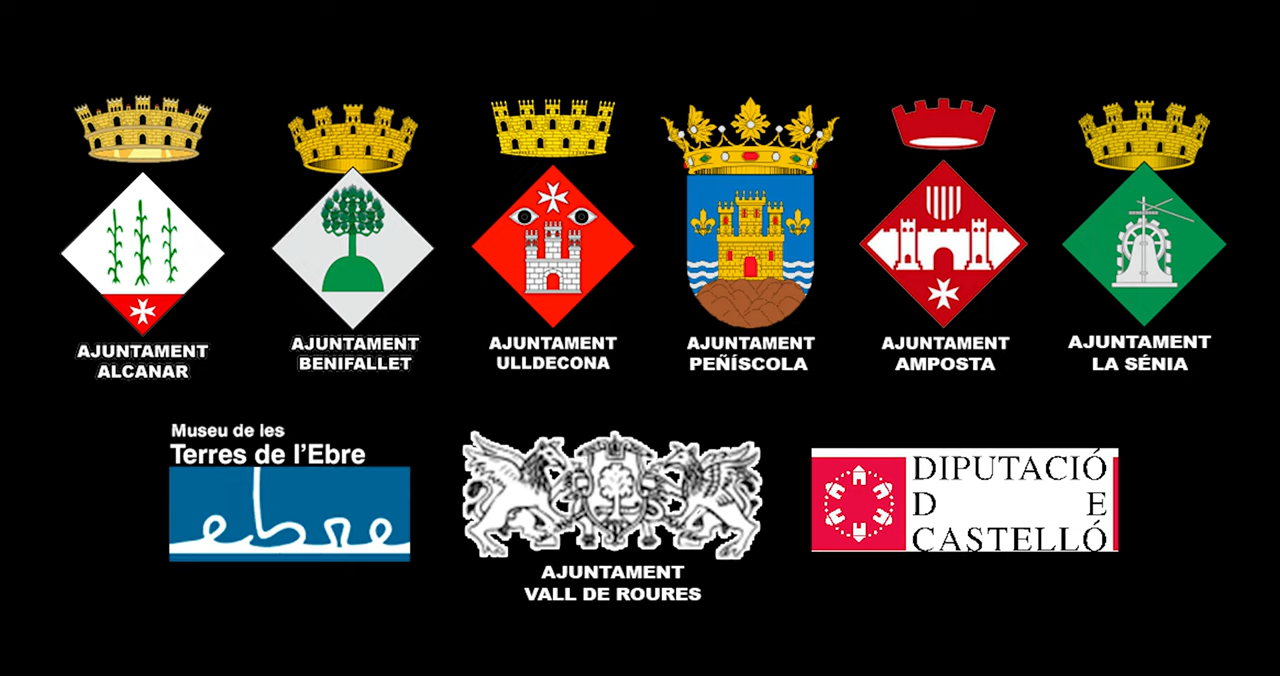 AJUNTAMENT
ALCANAR
AJUNTAMENT
BENIFALLET
AJUNTAMENT
ULLDECONA
AJUNTAMENT
PEÑÍSCOLA
AJUNTAMENT
AMPOSTA
AJUNTAMENT
LA SÉNIA
Museu de les
Terres de l'Ebre
ebre
AJUNTAMENT
VALL DE ROURES
DIPUTACIÓ
D E
CASTELLÓ